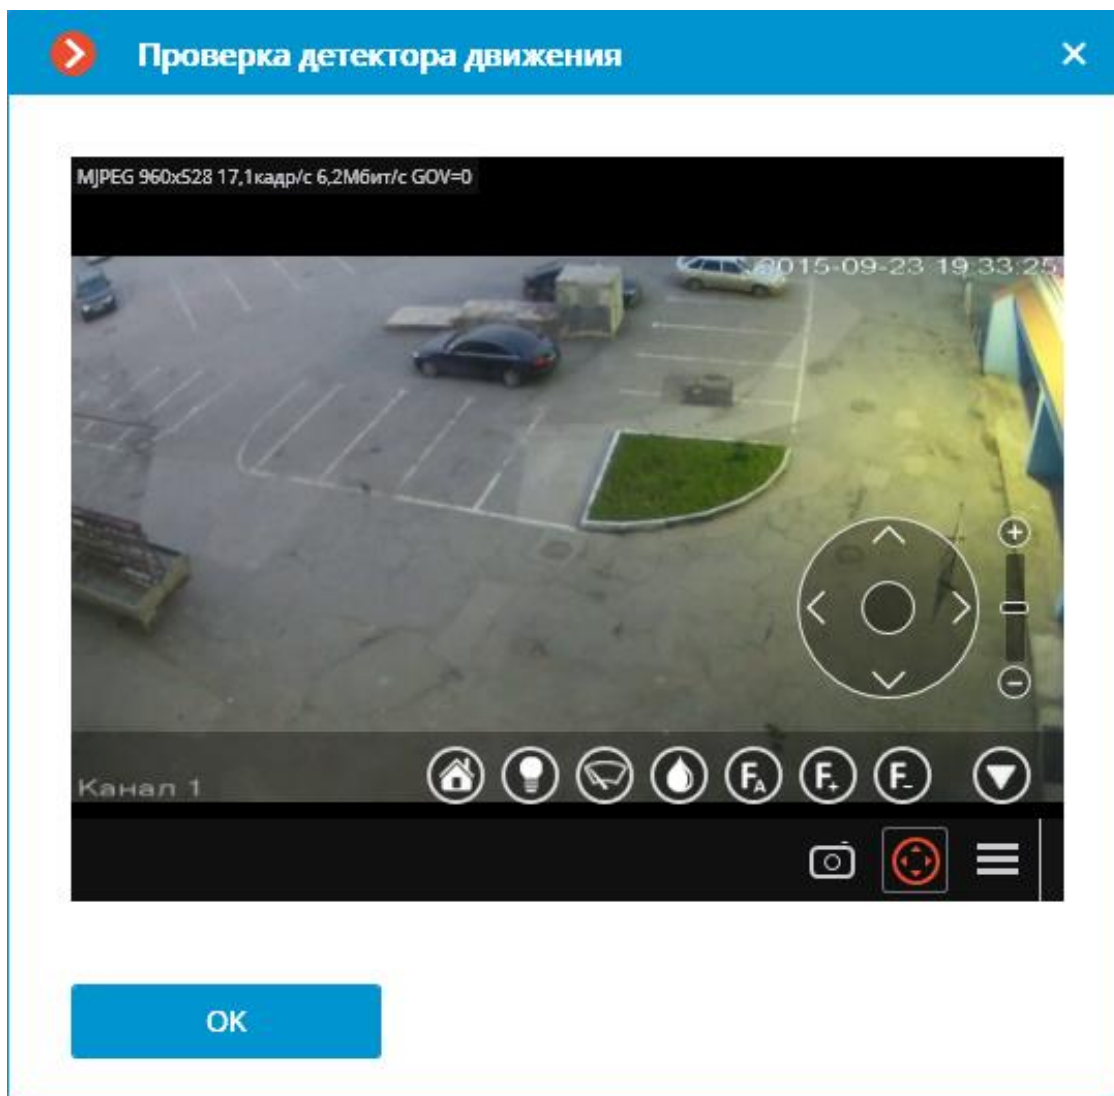 Проверка детектора движения
MJPEG 960x528 17,1кадр/с 6,2Мбит/с GOV=0
2015-09-23 19:33:25
Канал 1
FA
F+
F-
OK